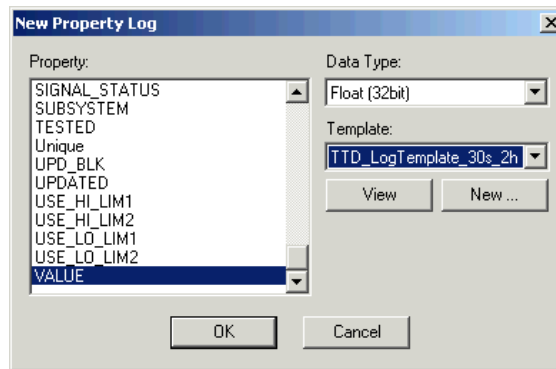 New Property Log
Property:
SIGNAL_STATUS
SUBSYSTEM
TESTED
Unique
UPD_BLK
UPDATED
USE_HI_LIM1
USE_HI_LIM2
USE_LO_LIM1
USE_LO_LIM2
VALUE
Data Type:
Float (32bit)
Template:
TTD_LogTemplate_30s_2h
View
New ...
OK
Cancel